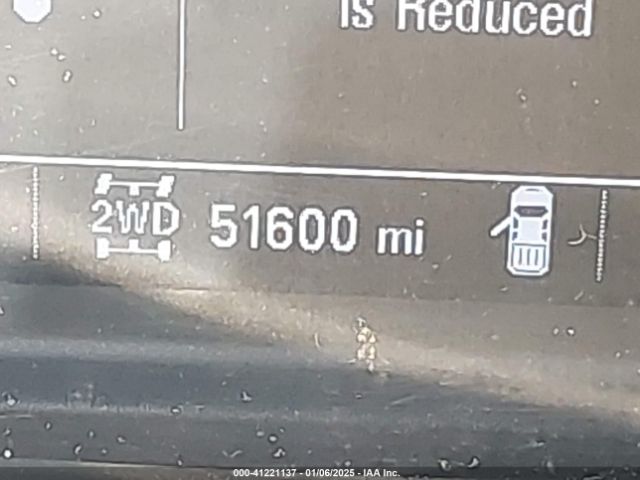 is Reduced
2WD 51600 mi
000-41221137 - 01/06/2025 - IAA Inc.